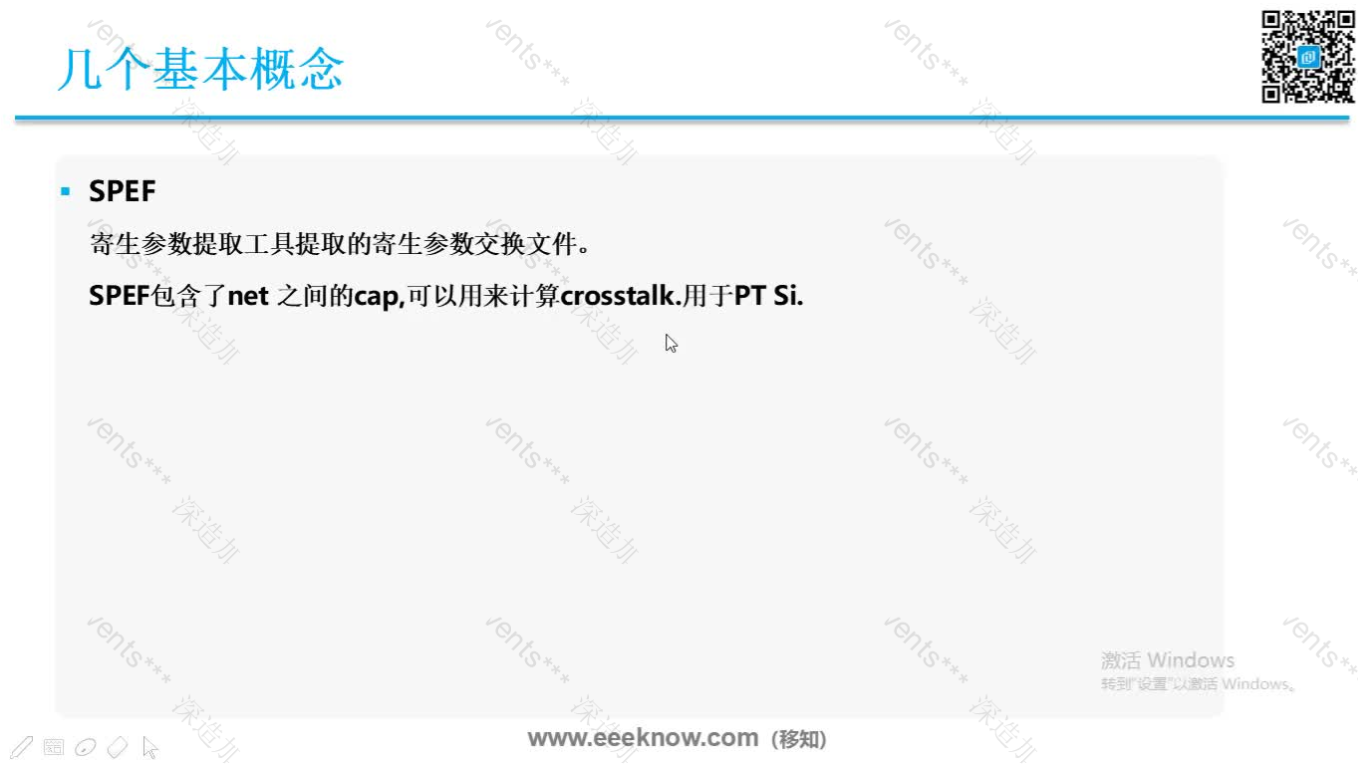 几个基本概念
SPEF
寄生参数提取工具提取的寄生参数交换文件。
SPEF包含了net 之间的cap,可以用来计算crosstalk.用于PT Si.
激活 Windows
转到"设置"以激活 Windows。
www.eeeknow.com (移知)